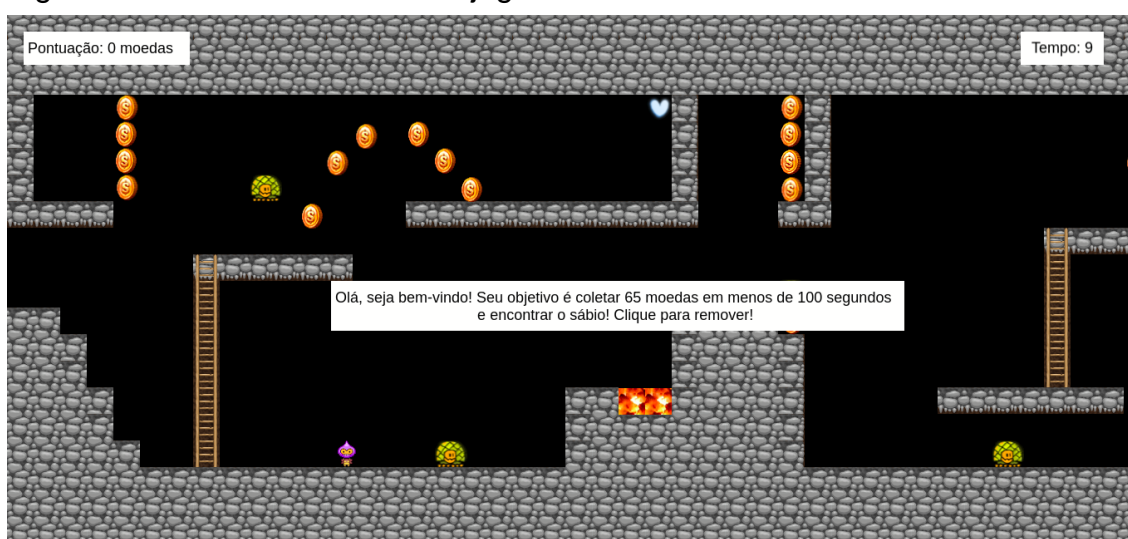 Pontuação: 0 moedas
Tempo: 9
Olá, seja bem-vindo! Seu objetivo é coletar 65 moedas em menos de 100 segundos
e encontrar o sábio! Clique para remover!